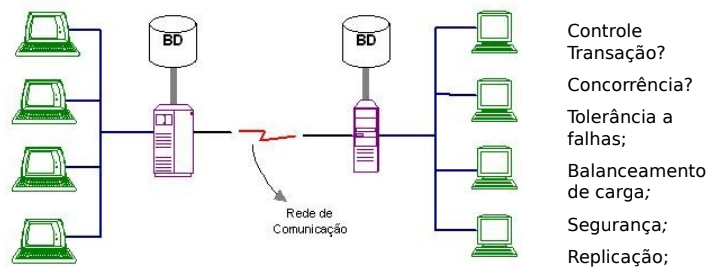 BD
BD
Rede de
Comunicação
Controle
Transação?
Concorrência?
Tolerância a
falhas;
Balanceamento
de carga;
Segurança;
Replicação;